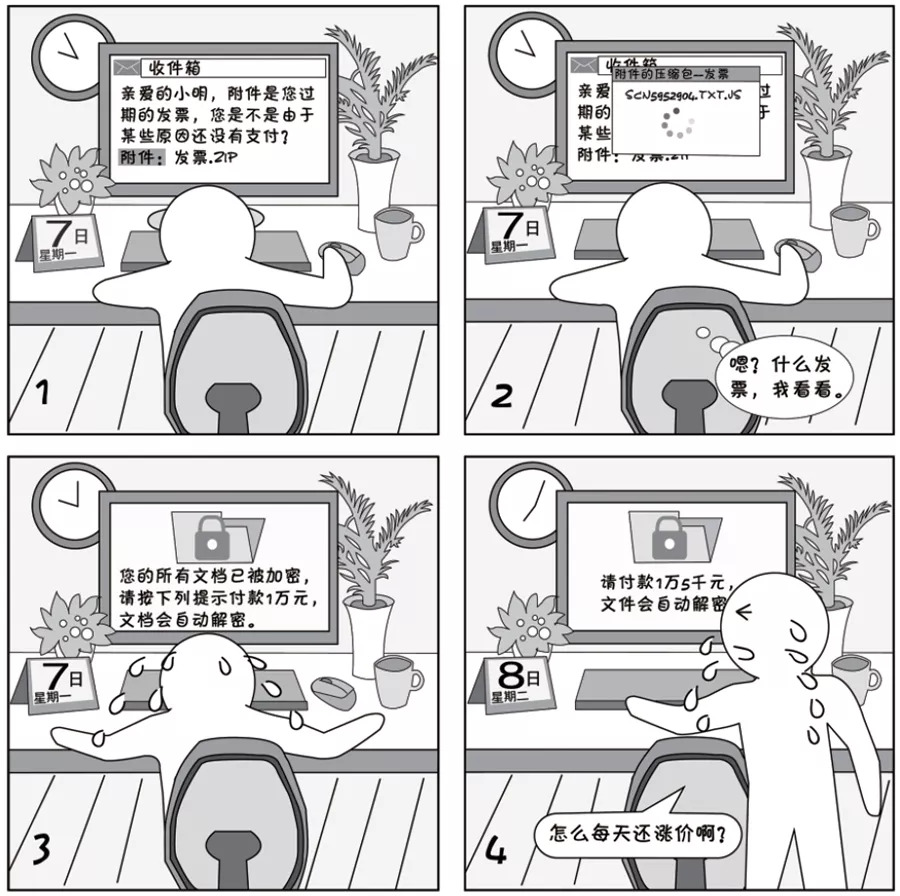 收件箱
亲爱的小明，附件是您过
期的发票，您是不是由于
某些原因还没有支付？
附件：发票.ZIP
7日
星期一
1
收件箱
附件的压缩包--发票
SCN5952904.TXT.JS
亲爱
过
期的
于
某些
附件：发票.ZIP
7日
星期一
嗯？什么发
票，我看看。
2
您的所有文档已被加密，
请按下列提示付款1万元，
文档会自动解密。
7日
星期一
3
请付款1万5千元，
文件会自动解密
8日
星期二
怎么每天还涨价啊？
4